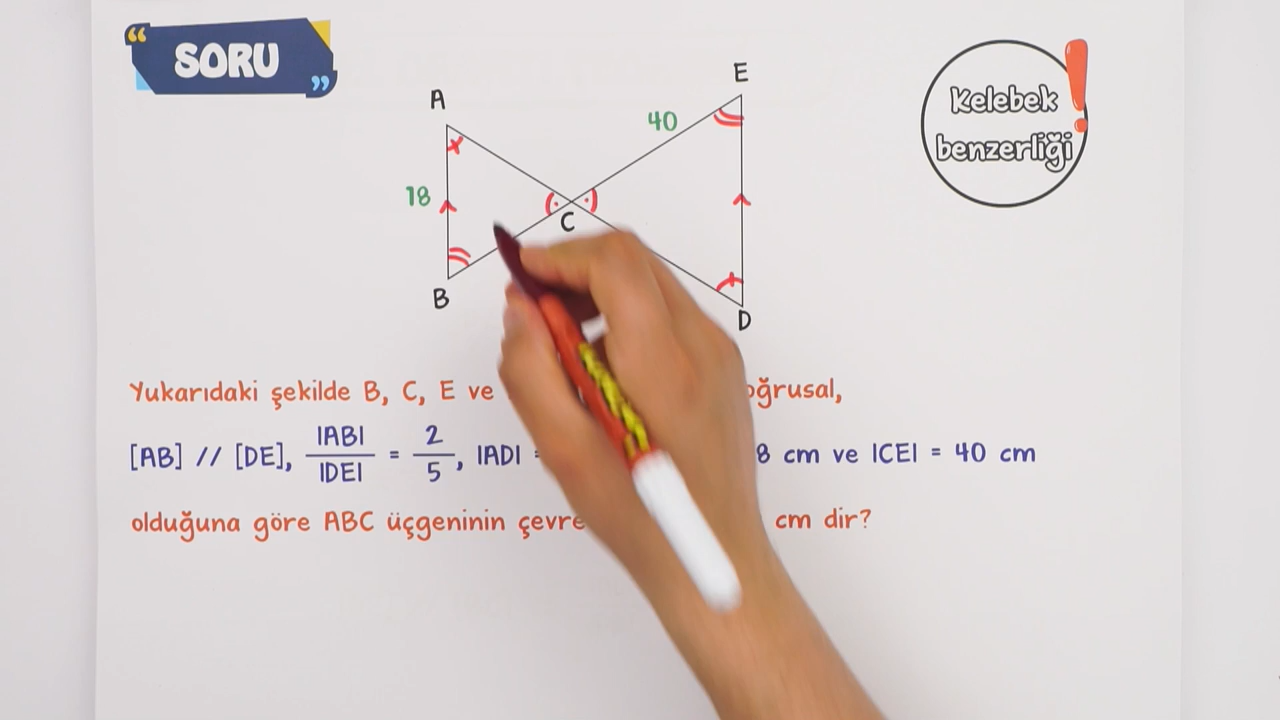 SORU
A
E
40
Kelebek
benzerliği
18
C
B
D
Yukarıdaki şekilde B, C, E ve
[AB] // [DE], |AB| / |DE| = 2 / 5, |AD| = 8 cm ve |CE| = 40 cm
olduğuna göre ABC üçgeninin çevre cm dir?